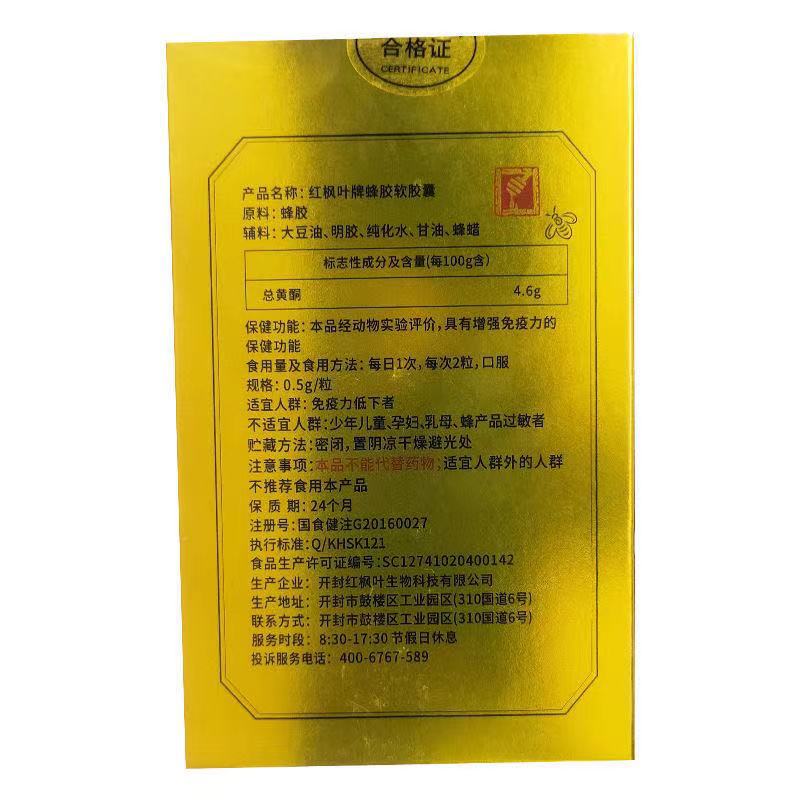 合格证
CERTIFICATE
产品名称：红枫叶牌蜂胶软胶囊
原料：蜂胶
辅料：大豆油、明胶、纯化水、甘油、蜂蜡
标志性成分及含量(每100g含)
总黄酮 4.6g
保健功能：本品经动物实验评价，具有增强免疫力的
保健功能
食用量及食用方法：每日1次，每次2粒，口服
规格：0.5g/粒
适宜人群：免疫力低下者
不适宜人群：少年儿童、孕妇、乳母、蜂产品过敏者
贮藏方法：密闭，置阴凉干燥避光处
注意事项：本品不能代替药物；适宜人群外的人群
不推荐食用本产品
保 质 期：24个月
注册号：国食健注G20160027
执行标准：Q/KHSK121
食品生产许可证编号：SC12741020400142
生产企业： 开封红枫叶生物科技有限公司
生产地址： 开封市鼓楼区工业园区(310国道6号)
联系方式： 开封市鼓楼区工业园区(310国道6号)
服务时段： 8:30-17:30 节假日休息
投诉服务电话： 400-6767-589